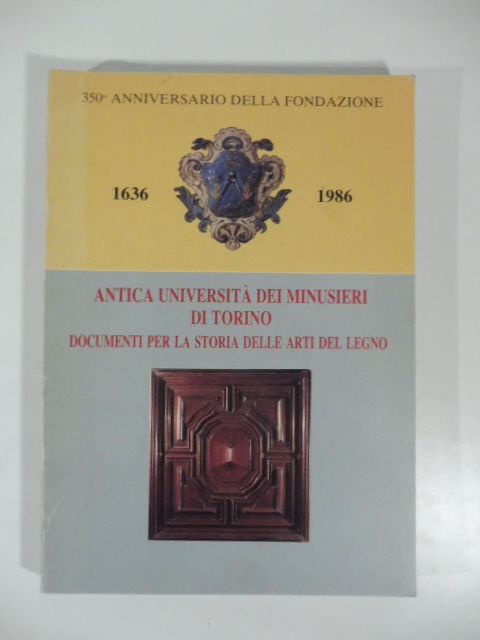 350º ANNIVERSARIO DELLA FONDAZIONE
1636 1986
ANTICA UNIVERSITÀ DEI MINUSIERI
DI TORINO
DOCUMENTI PER LA STORIA DELLE ARTI DEL LEGNO